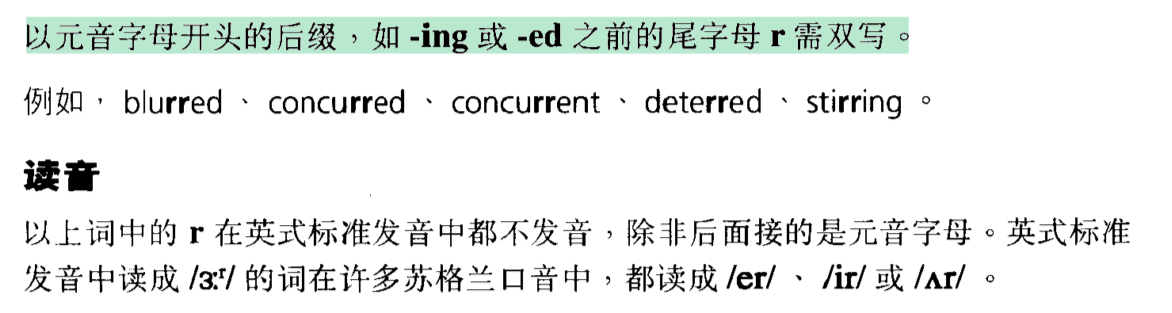 以元音字母开头的后缀，如 -ing 或 -ed 之前的尾字母 r 需双写。
例如，blurred、concurred、concurrent、deterred、stirring。
读音
以上词中的 r 在英式标准发音中都不发音，除非后面接的是元音字母。英式标准
发音中读成 /ɜːʳ/ 的词在许多苏格兰口音中，都读成 /er/、/ir/ 或 /ʌr/。